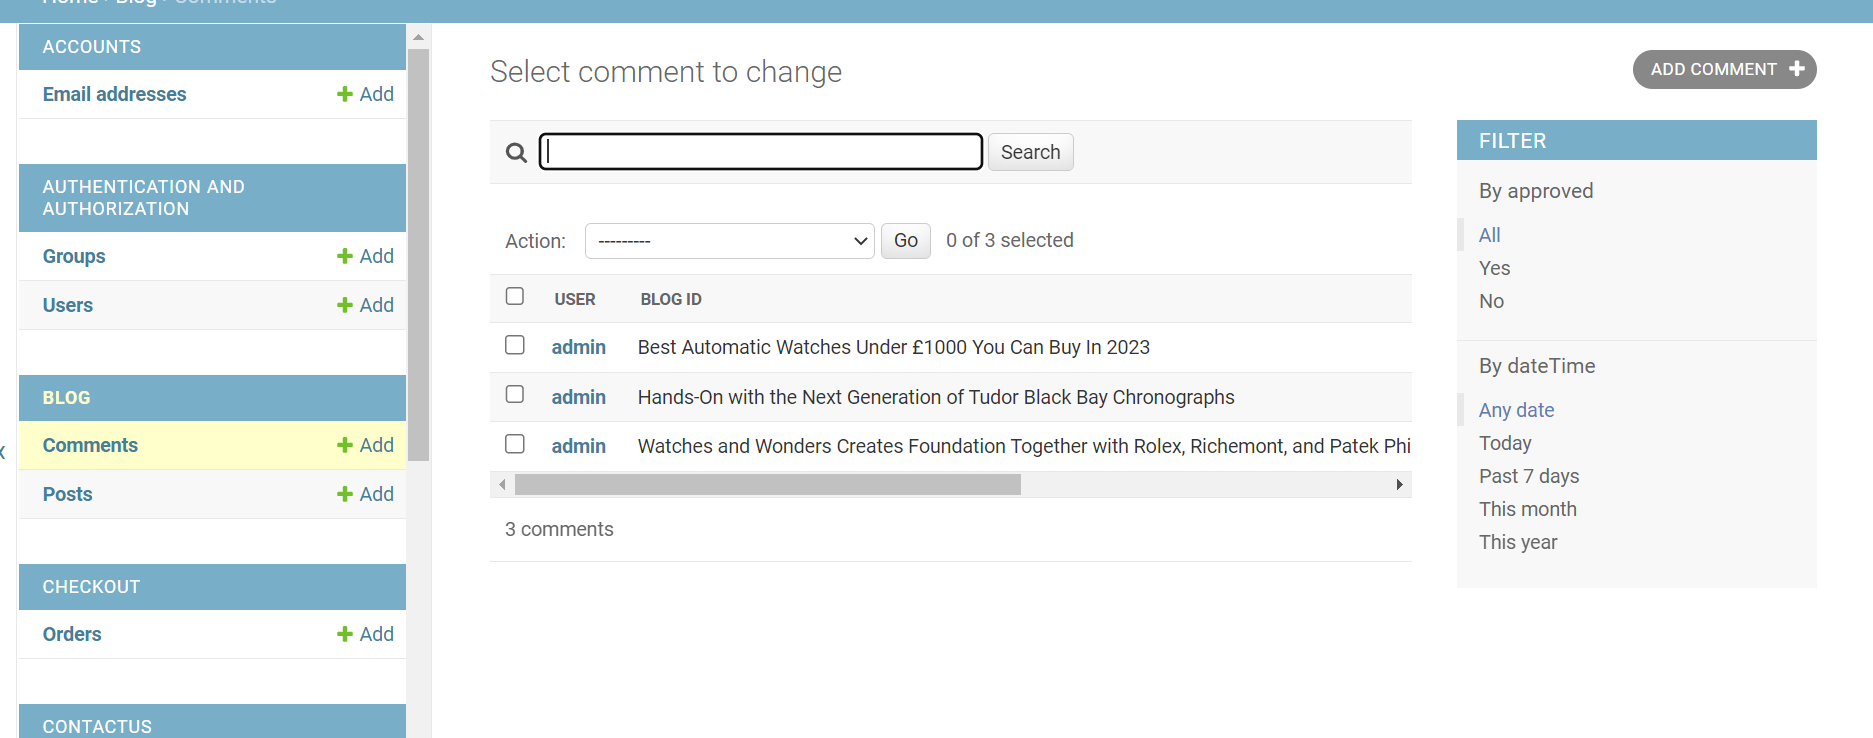 Home › Blog › Comments
ACCOUNTS
Email addresses
Add
AUTHENTICATION AND
AUTHORIZATION
Groups
Add
Users
Add
BLOG
Comments
Add
Posts
Add
CHECKOUT
Orders
Add
CONTACTUS
Select comment to change
ADD COMMENT
Search
Action:
---------
Go
0 of 3 selected
USER BLOG ID
admin Best Automatic Watches Under £1000 You Can Buy In 2023
admin Hands-On with the Next Generation of Tudor Black Bay Chronographs
admin Watches and Wonders Creates Foundation Together with Rolex, Richemont, and Patek Phi
3 comments
FILTER
By approved
All
Yes
No
By dateTime
Any date
Today
Past 7 days
This month
This year